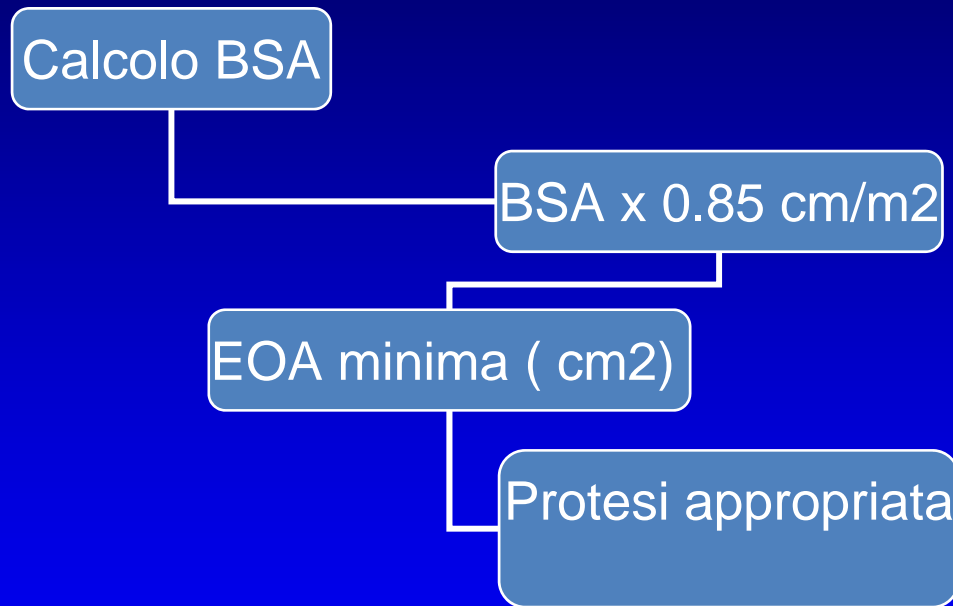 Calcolo BSA
BSA x 0.85 cm/m2
EOA minima ( cm2)
Protesi appropriata